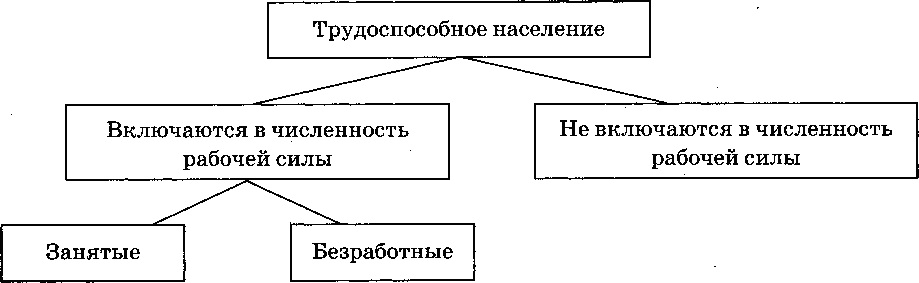 Трудоспособное население
Включаются в численность
рабочей силы
Не включаются в численность
рабочей силы
Занятые
Безработные